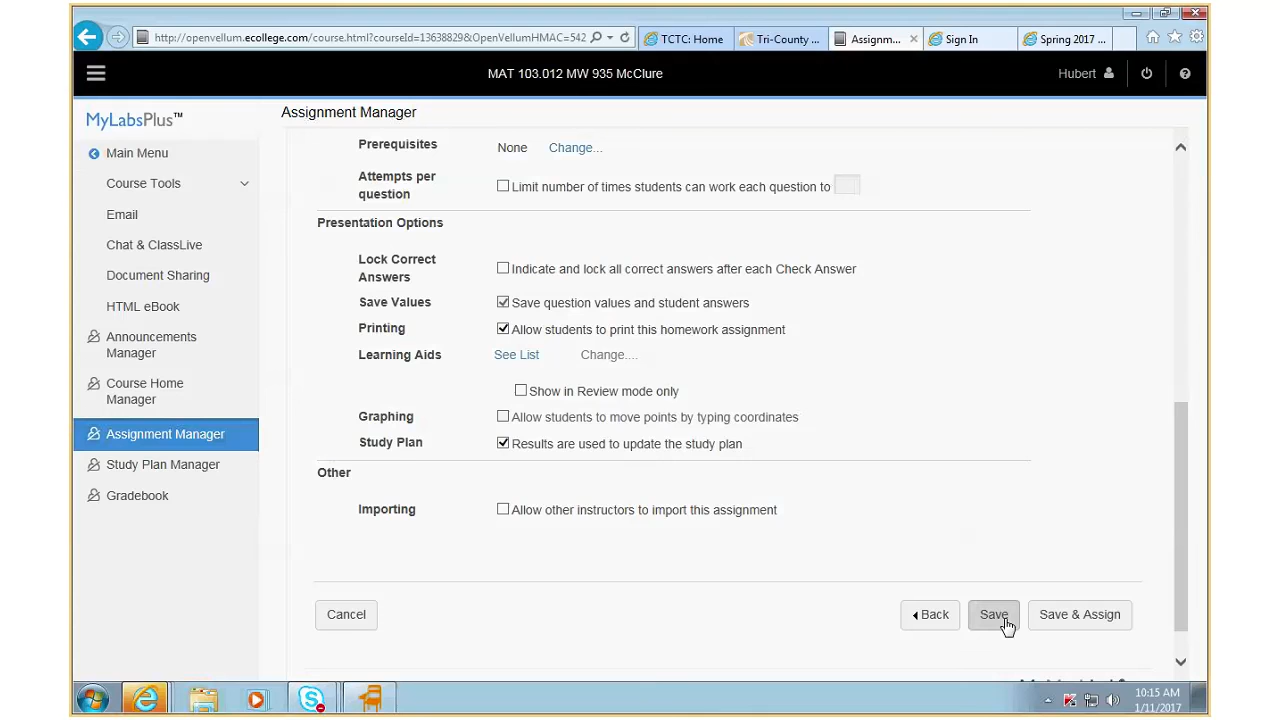 http://openvellum.ecollege.com/course.html?courseId=13638829&OpenVellumHMAC=542
TCTC: Home
Tri-County ...
Assignm...
Sign In
Spring 2017 ...
MAT 103.012 MW 935 McClure
Hubert
MyLabsPlus™
Main Menu
Course Tools
Email
Chat & ClassLive
Document Sharing
HTML eBook
Announcements
Manager
Course Home
Manager
Assignment Manager
Study Plan Manager
Gradebook
Assignment Manager
Prerequisites None Change...
Attempts per
question
Limit number of times students can work each question to
Presentation Options
Lock Correct
Answers
Indicate and lock all correct answers after each Check Answer
Save Values Save question values and student answers
Printing Allow students to print this homework assignment
Learning Aids See List Change....
Show in Review mode only
Graphing Allow students to move points by typing coordinates
Study Plan Results are used to update the study plan
Other
Importing Allow other instructors to import this assignment
Cancel
Back
Save
Save & Assign
10:15 AM
1/11/2017